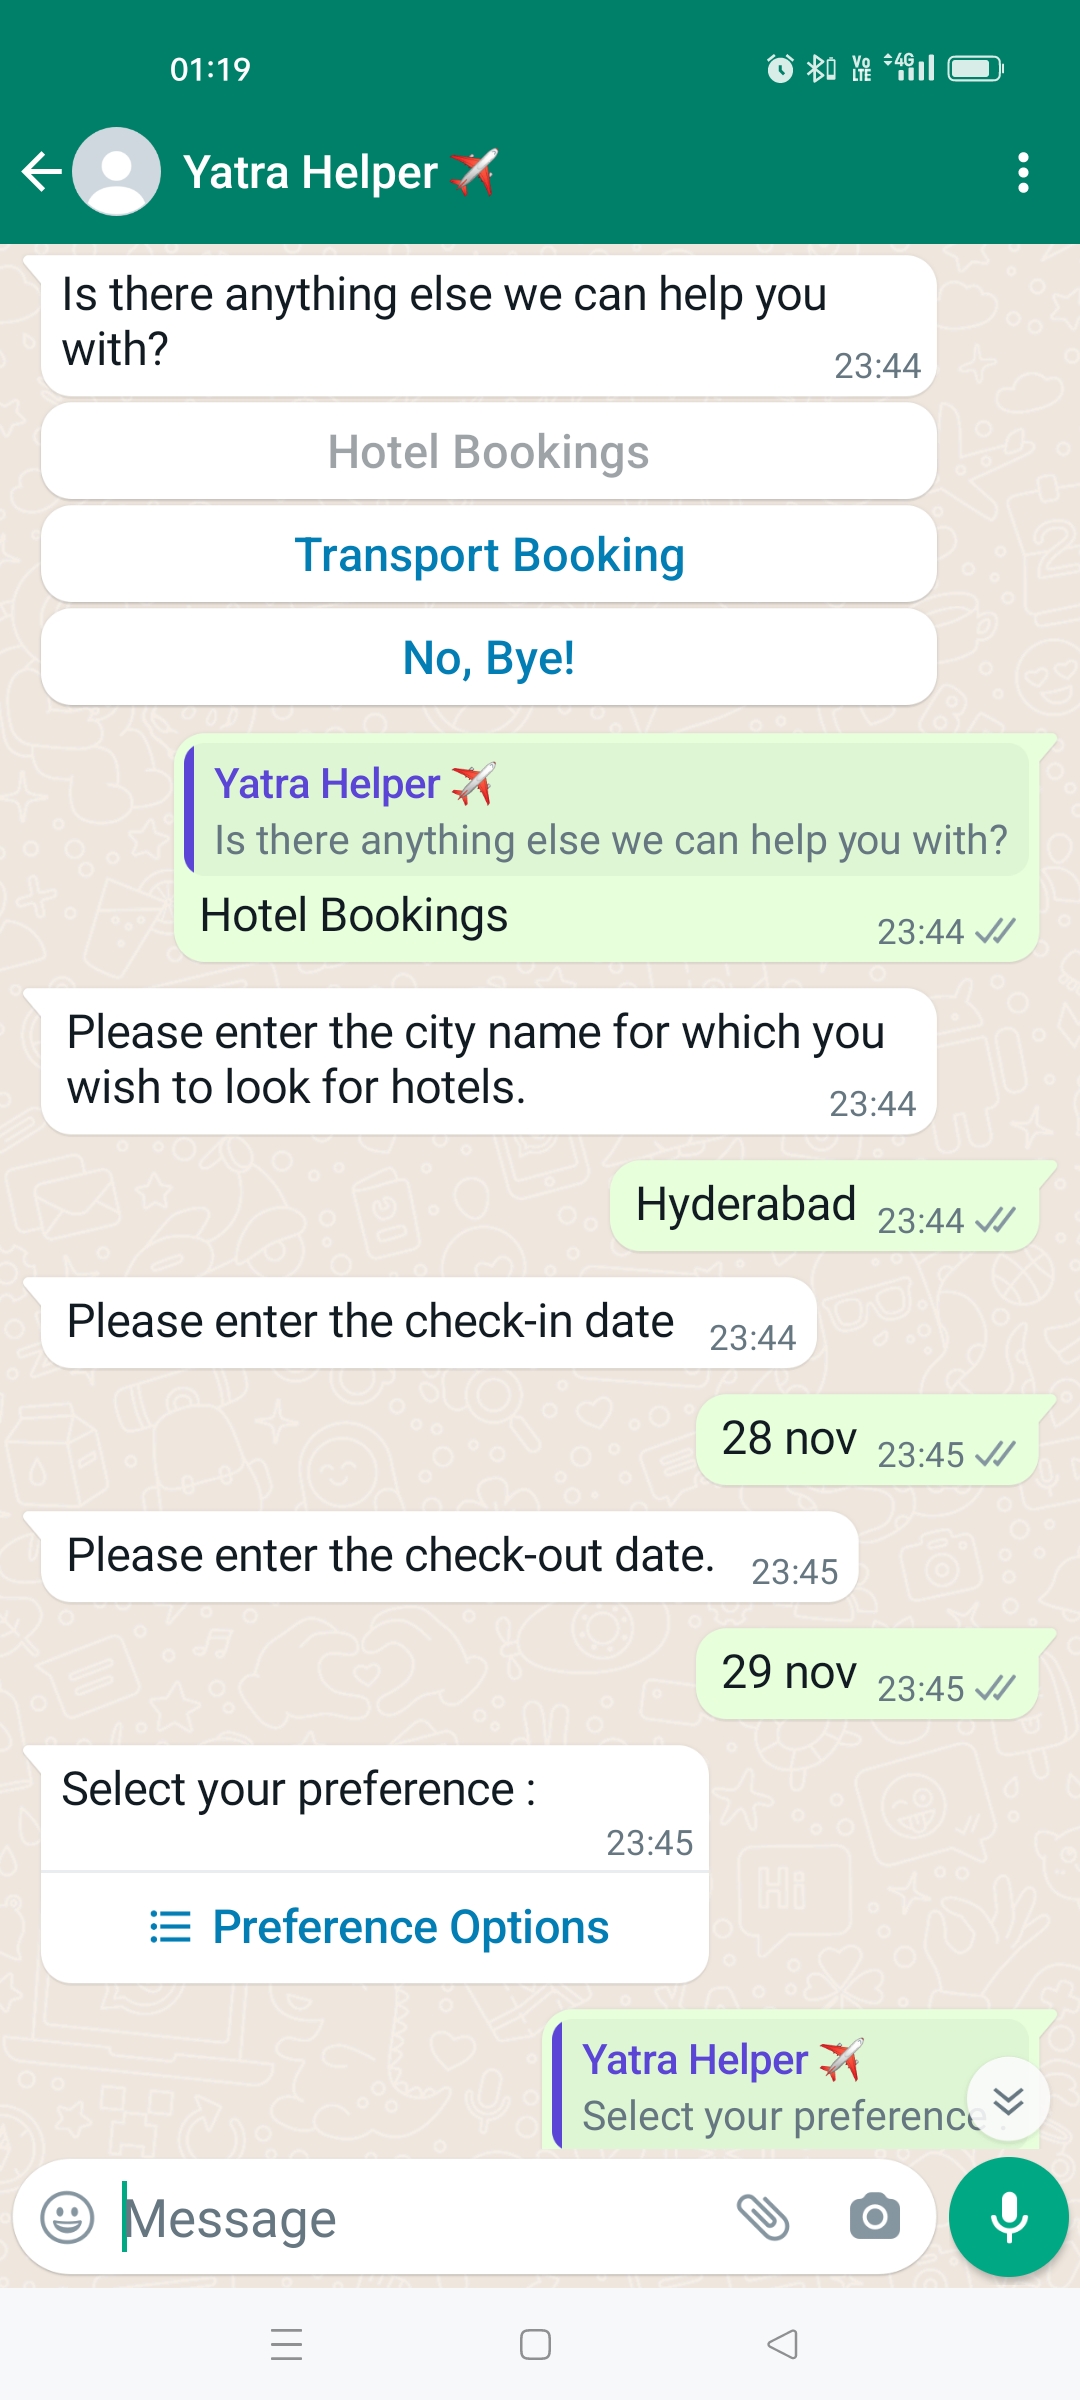 01:19
Vo
LTE
4G
Yatra Helper
Is there anything else we can help you
with?
23:44
Hotel Bookings
Transport Booking
No, Bye!
Yatra Helper
Is there anything else we can help you with?
Hotel Bookings
23:44
Please enter the city name for which you
wish to look for hotels.
23:44
Hyderabad 23:44
Please enter the check-in date 23:44
28 nov 23:45
Please enter the check-out date. 23:45
29 nov 23:45
Select your preference :
23:45
Preference Options
Yatra Helper
Select your preference
Message